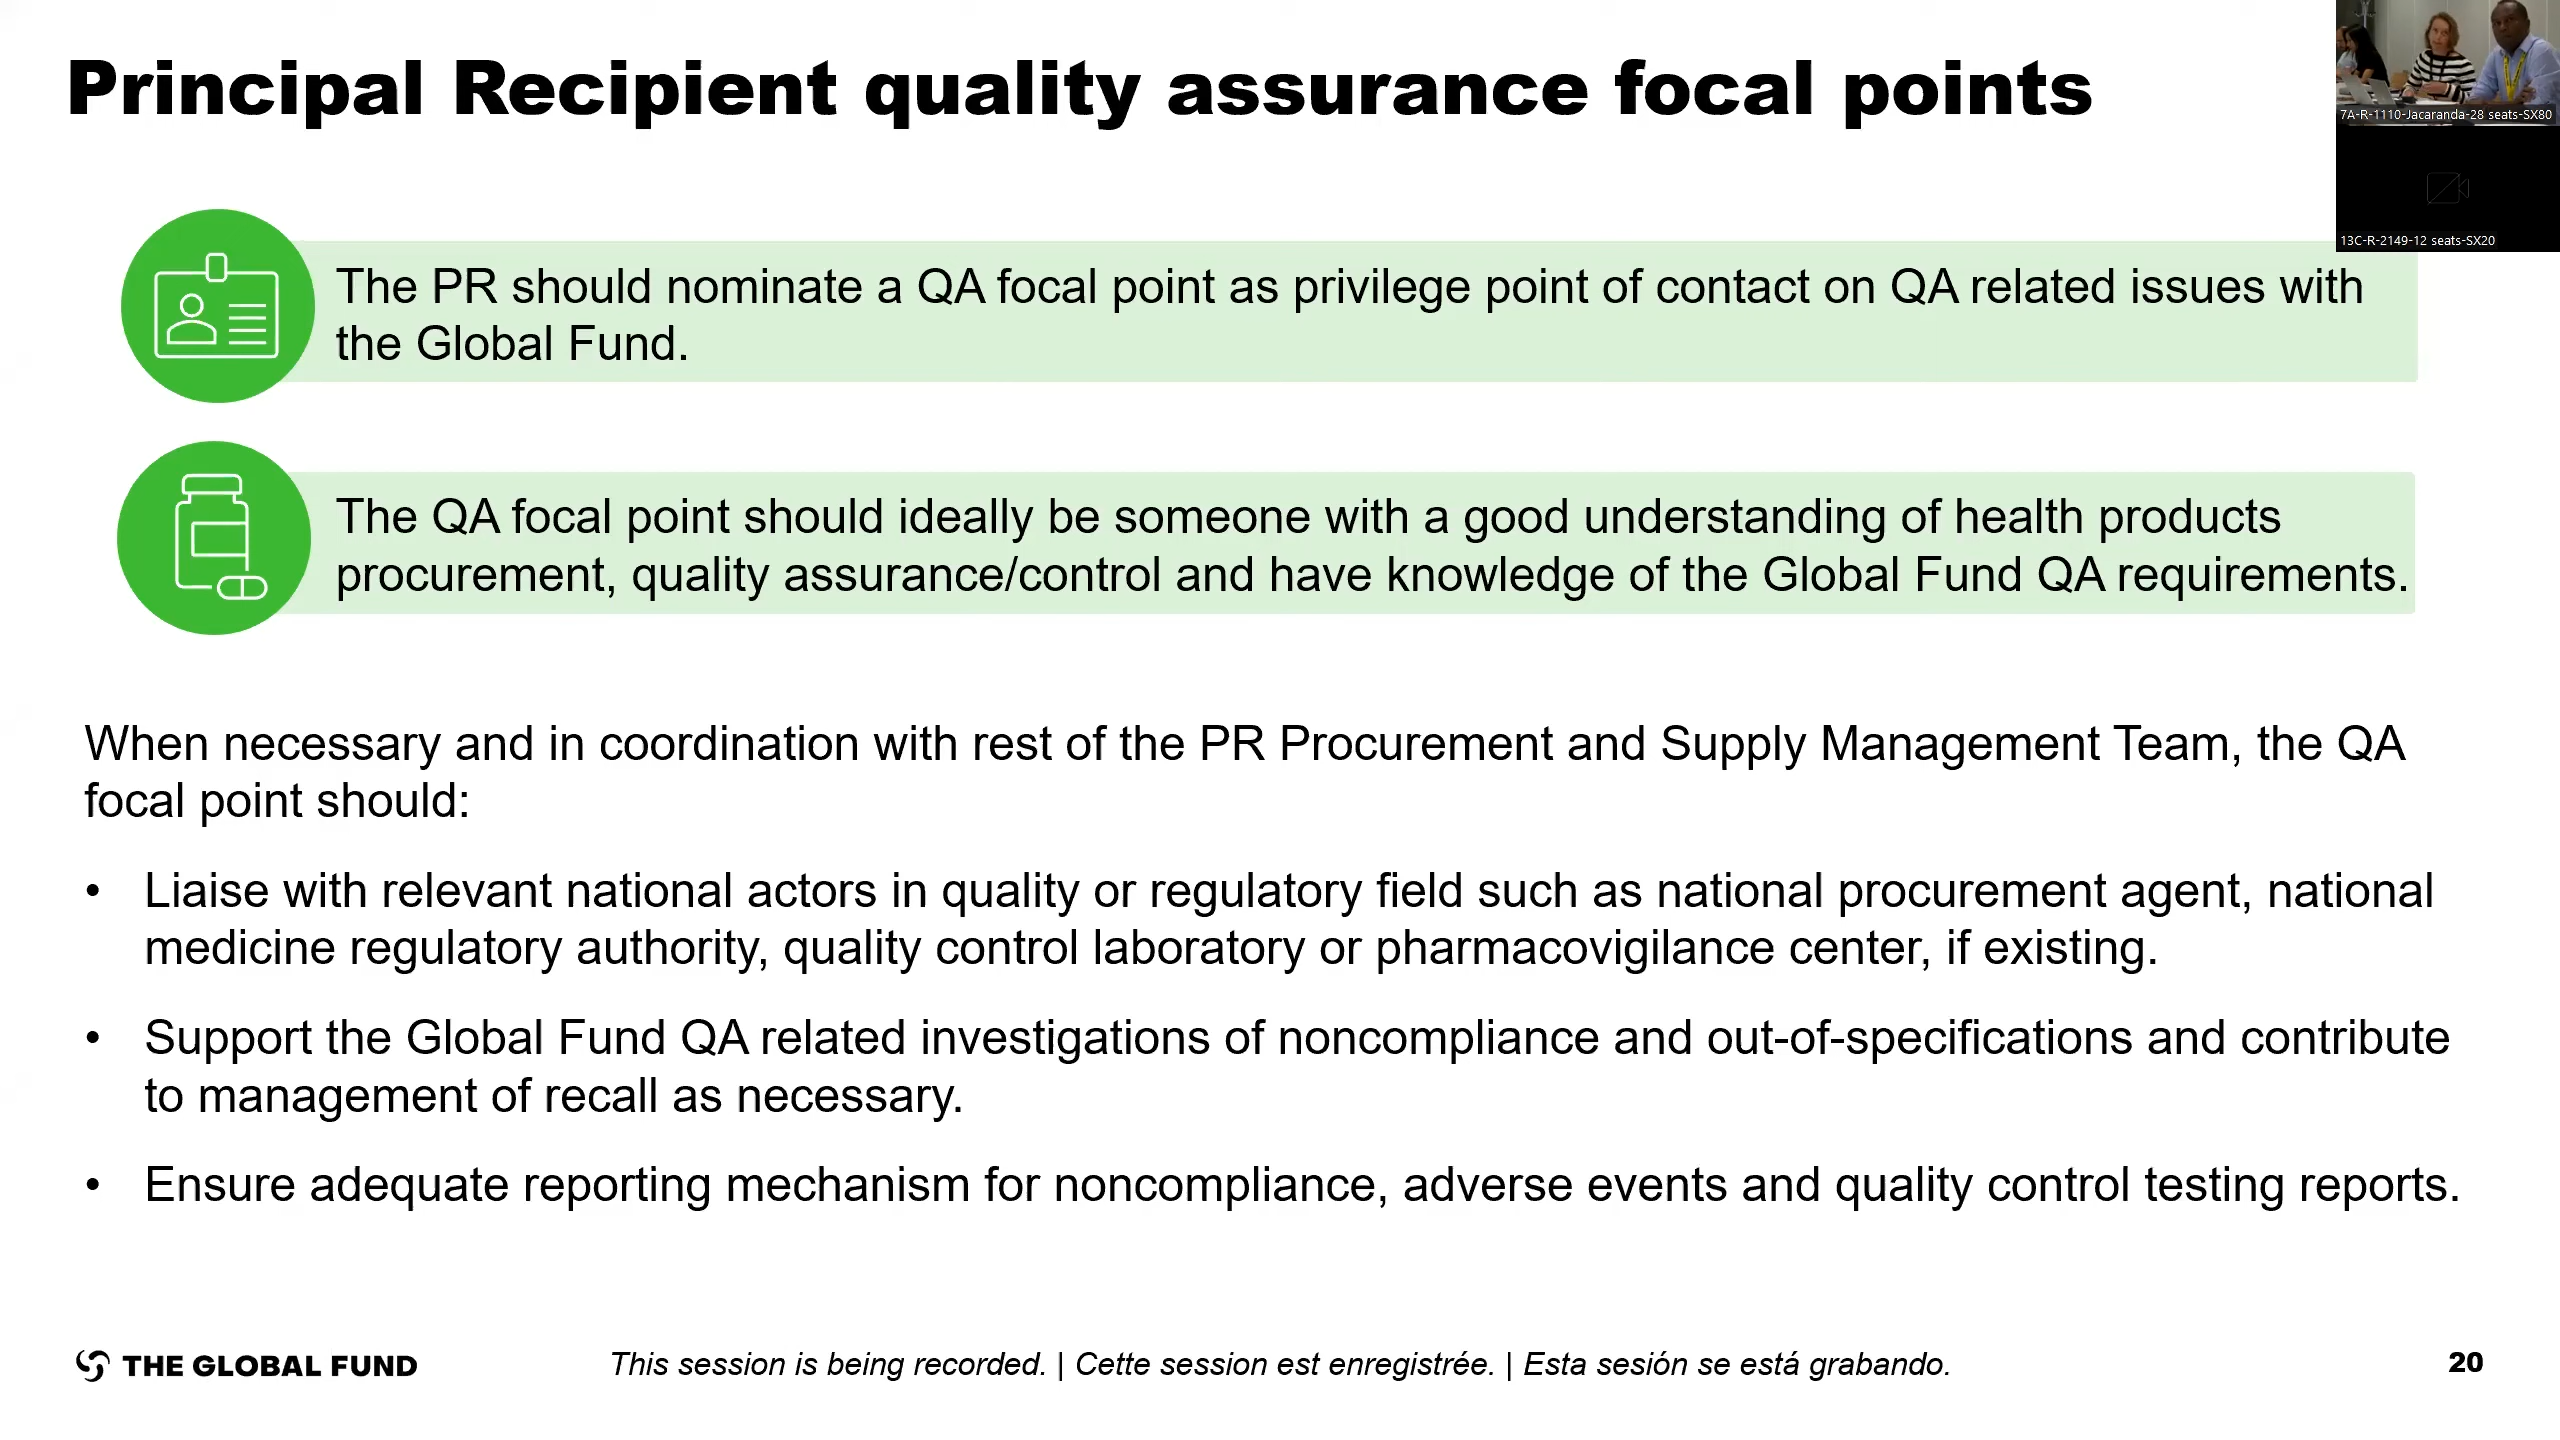 Principal Recipient quality assurance focal points
7A-R-1110-Jacaranda-28 seats-SX80
13C-R-2149-12 seats-SX20
The PR should nominate a QA focal point as privilege point of contact on QA related issues with
the Global Fund.
The QA focal point should ideally be someone with a good understanding of health products
procurement, quality assurance/control and have knowledge of the Global Fund QA requirements.
When necessary and in coordination with rest of the PR Procurement and Supply Management Team, the QA
focal point should:
• Liaise with relevant national actors in quality or regulatory field such as national procurement agent, national
medicine regulatory authority, quality control laboratory or pharmacovigilance center, if existing.
• Support the Global Fund QA related investigations of noncompliance and out-of-specifications and contribute
to management of recall as necessary.
• Ensure adequate reporting mechanism for noncompliance, adverse events and quality control testing reports.
THE GLOBAL FUND
This session is being recorded. | Cette session est enregistrée. | Esta sesión se está grabando.
20